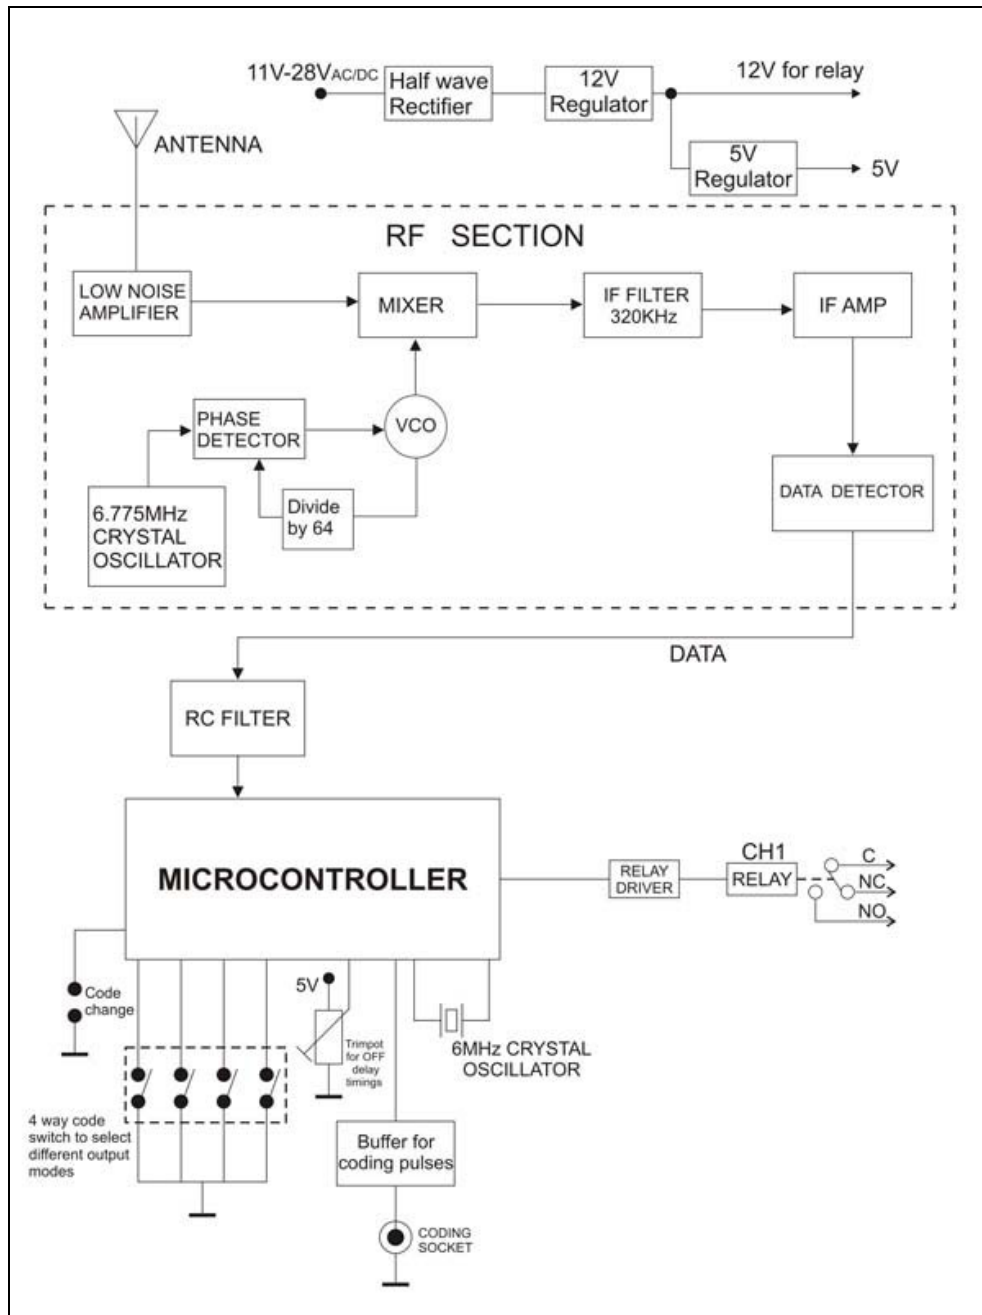 11V-28VAC/DC
Half wave
Rectifier
12V
Regulator
12V for relay
5V
Regulator
5V
ANTENNA
RF SECTION
LOW NOISE
AMPLIFIER
MIXER
IF FILTER
320KHz
IF AMP
PHASE
DETECTOR
VCO
6.775MHz
CRYSTAL
OSCILLATOR
Divide
by 64
DATA DETECTOR
DATA
RC FILTER
MICROCONTROLLER
RELAY
DRIVER
CH1
RELAY
C
NC
NO
Code
change
5V
Trimpot
for OFF
delay
timings
6MHz CRYSTAL
OSCILLATOR
4 way code
switch to select
different output
modes
Buffer for
coding pulses
CODING
SOCKET